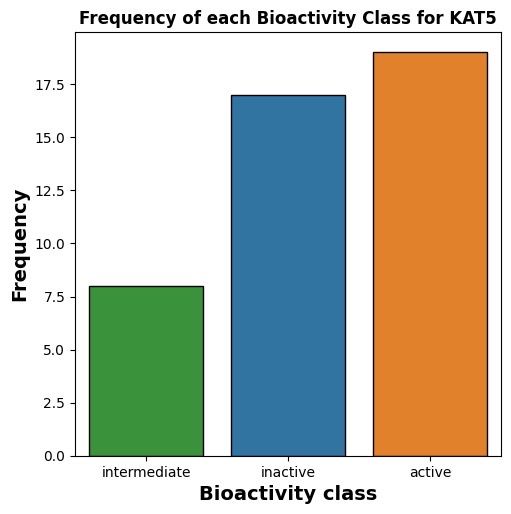 Frequency of each Bioactivity Class for KAT5
Frequency
17.5
15.0
12.5
10.0
7.5
5.0
2.5
0.0
intermediate inactive active
Bioactivity class